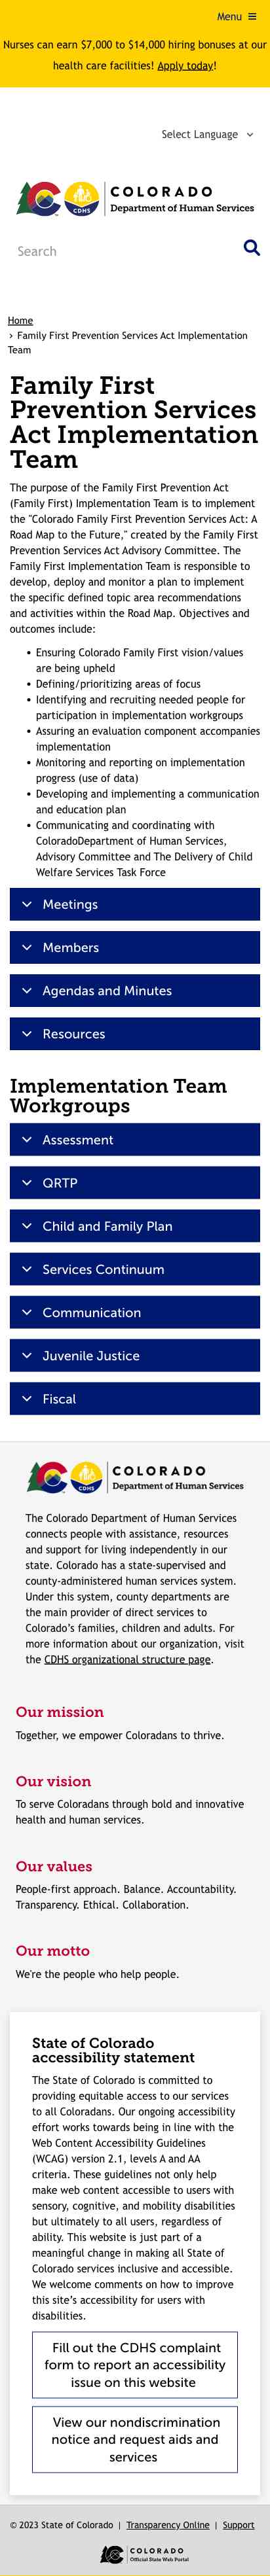 Menu
Nurses can earn $7,000 to $14,000 hiring bonuses at our
health care facilities! Apply today!
Select Language
CDHS
COLORADO
Department of Human Services
Search
Home
› Family First Prevention Services Act Implementation
Team
Family First
Prevention Services
Act Implementation
Team
The purpose of the Family First Prevention Act
(Family First) Implementation Team is to implement
the "Colorado Family First Prevention Services Act: A
Road Map to the Future," created by the Family First
Prevention Services Act Advisory Committee. The
Family First Implementation Team is responsible to
develop, deploy and monitor a plan to implement
the specific defined topic area recommendations
and activities within the Road Map. Objectives and
outcomes include:
• Ensuring Colorado Family First vision/values
are being upheld
• Defining/prioritizing areas of focus
• Identifying and recruiting needed people for
participation in implementation workgroups
• Assuring an evaluation component accompanies
implementation
• Monitoring and reporting on implementation
progress (use of data)
• Developing and implementing a communication
and education plan
• Communicating and coordinating with
ColoradoDepartment of Human Services,
Advisory Committee and The Delivery of Child
Welfare Services Task Force
Meetings
Members
Agendas and Minutes
Resources
Implementation Team
Workgroups
Assessment
QRTP
Child and Family Plan
Services Continuum
Communication
Juvenile Justice
Fiscal
CDHS
COLORADO
Department of Human Services
The Colorado Department of Human Services
connects people with assistance, resources
and support for living independently in our
state. Colorado has a state-supervised and
county-administered human services system.
Under this system, county departments are
the main provider of direct services to
Colorado's families, children and adults. For
more information about our organization, visit
the CDHS organizational structure page.
Our mission
Together, we empower Coloradans to thrive.
Our vision
To serve Coloradans through bold and innovative
health and human services.
Our values
People-first approach. Balance. Accountability.
Transparency. Ethical. Collaboration.
Our motto
We're the people who help people.
State of Colorado
accessibility statement
The State of Colorado is committed to
providing equitable access to our services
to all Coloradans. Our ongoing accessibility
effort works towards being in line with the
Web Content Accessibility Guidelines
(WCAG) version 2.1, levels A and AA
criteria. These guidelines not only help
make web content accessible to users with
sensory, cognitive, and mobility disabilities
but ultimately to all users, regardless of
ability. This website is just part of a
meaningful change in making all State of
Colorado services inclusive and accessible.
We welcome comments on how to improve
this site's accessibility for users with
disabilities.
Fill out the CDHS complaint
form to report an accessibility
issue on this website
View our nondiscrimination
notice and request aids and
services
© 2023 State of Colorado | Transparency Online | Support
COLORADO
Official State Web Portal